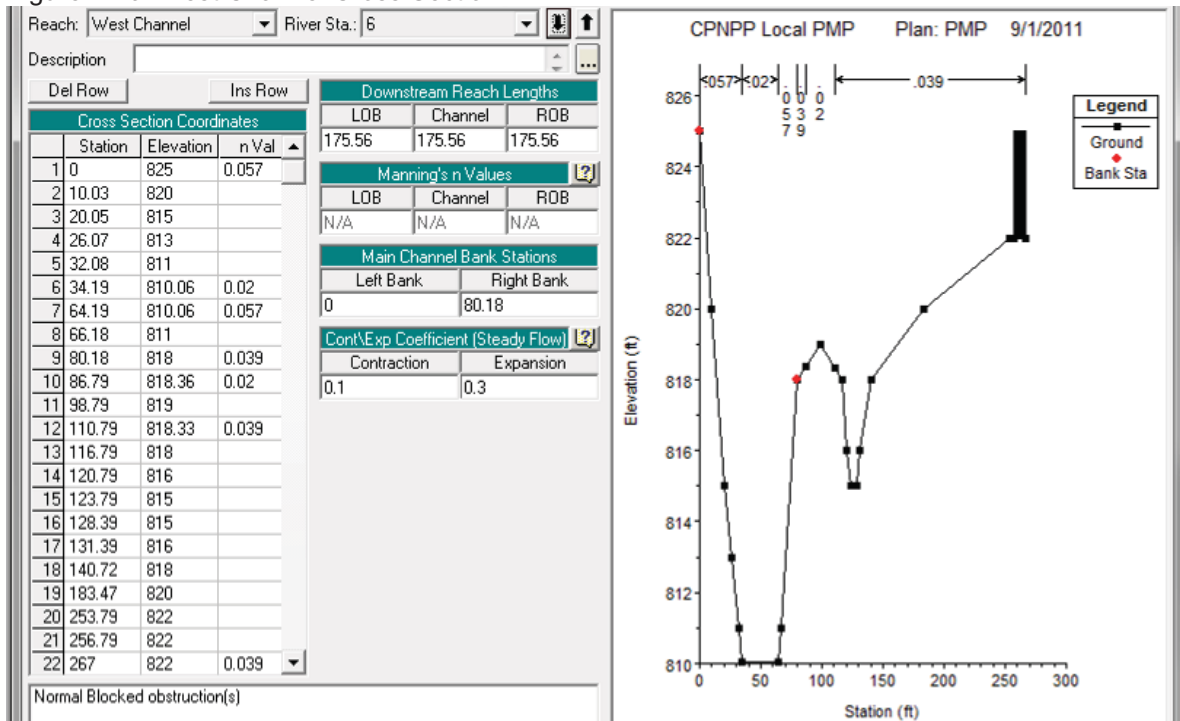 Reach: West Channel River Sta.: 6
Description ...
Del Row Ins Row
Cross Section Coordinates
Station Elevation n Val
1 0 825 0.057
2 10.03 820
3 20.05 815
4 26.07 813
5 32.08 811
6 34.19 810.06 0.02
7 64.19 810.06 0.057
8 66.18 811
9 80.18 818 0.039
10 86.79 818.36 0.02
11 98.79 819
12 110.79 818.33 0.039
13 116.79 818
14 120.79 816
15 123.79 815
16 128.39 815
17 131.39 816
18 140.72 818
19 183.47 820
20 253.79 822
21 256.79 822
22 267 822 0.039
Downstream Reach Lengths
LOB Channel ROB
175.56 175.56 175.56
Manning's n Values ?
LOB Channel ROB
N/A N/A N/A
Main Channel Bank Stations
Left Bank Right Bank
0 80.18
Cont\Exp Coefficient (Steady Flow) ?
Contraction Expansion
0.1 0.3
Normal Blocked obstruction(s)
CPNPP Local PMP Plan: PMP 9/1/2011
.057 .02 .057 .039 .02 .039
Legend
Ground
Bank Sta
826
824
822
820
818
816
814
812
810
Elevation (ft)
0 50 100 150 200 250 300
Station (ft)